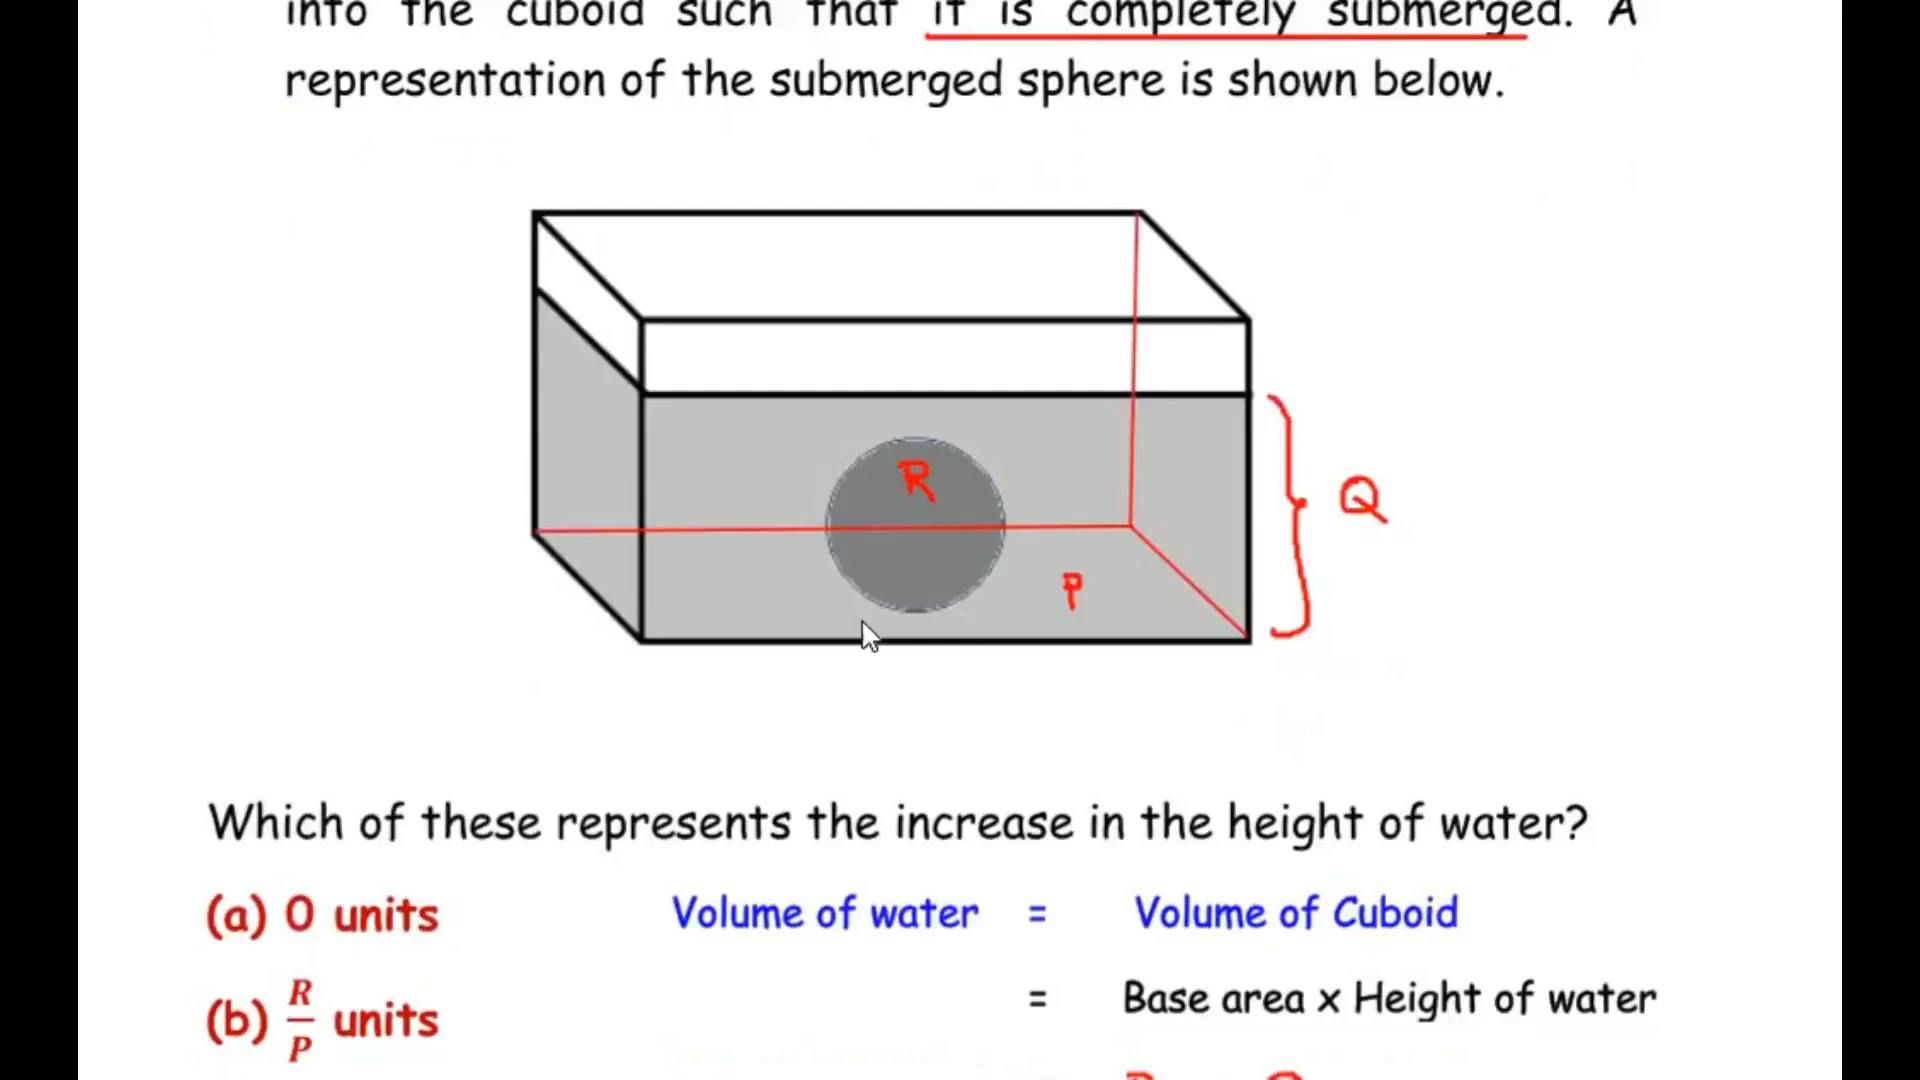 into the cuboid such that it is completely submerged. A
representation of the submerged sphere is shown below.
R
Q
P
Which of these represents the increase in the height of water?
(a) 0 units
Volume of water = Volume of Cuboid
= Base area x Height of water
(b) R/P units